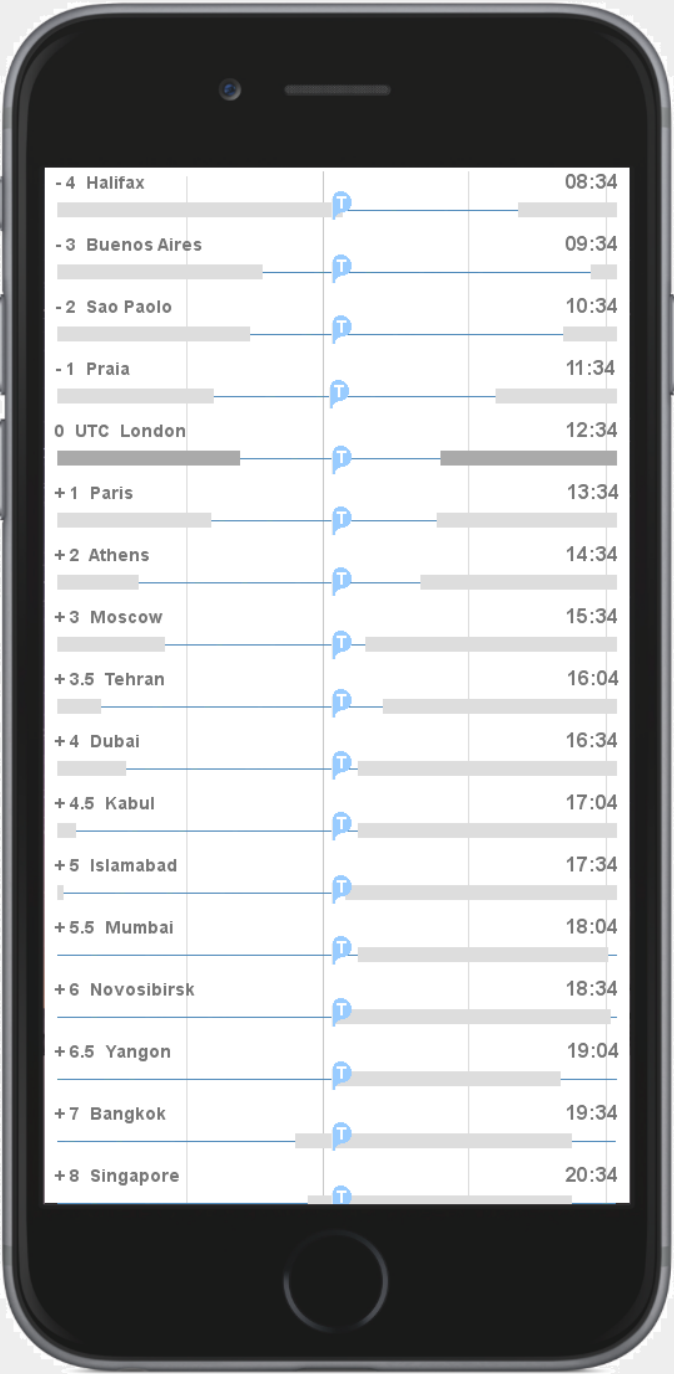 - 4 Halifax 08:34
T
- 3 Buenos Aires 09:34
T
- 2 Sao Paolo 10:34
T
- 1 Praia 11:34
T
0 UTC London 12:34
T
+ 1 Paris 13:34
T
+ 2 Athens 14:34
T
+ 3 Moscow 15:34
T
+ 3.5 Tehran 16:04
T
+ 4 Dubai 16:34
T
+ 4.5 Kabul 17:04
T
+ 5 Islamabad 17:34
T
+ 5.5 Mumbai 18:04
T
+ 6 Novosibirsk 18:34
T
+ 6.5 Yangon 19:04
T
+ 7 Bangkok 19:34
T
+ 8 Singapore 20:34
T